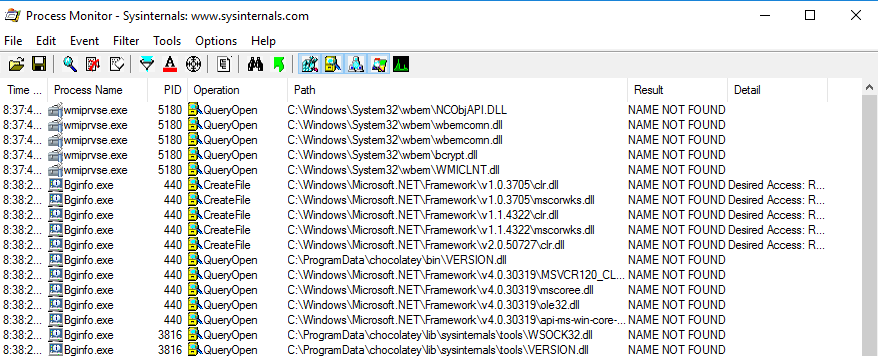 Process Monitor - Sysinternals: www.sysinternals.com
File Edit Event Filter Tools Options Help
Time ... Process Name PID Operation Path Result Detail
8:37:4... wmiprvse.exe 5180 QueryOpen C:\Windows\System32\wbem\NCObjAPI.DLL NAME NOT FOUND
8:37:4... wmiprvse.exe 5180 QueryOpen C:\Windows\System32\wbem\wbemcomn.dll NAME NOT FOUND
8:37:4... wmiprvse.exe 5180 QueryOpen C:\Windows\System32\wbem\wbemcomn.dll NAME NOT FOUND
8:37:4... wmiprvse.exe 5180 QueryOpen C:\Windows\System32\wbem\bcrypt.dll NAME NOT FOUND
8:37:4... wmiprvse.exe 5180 QueryOpen C:\Windows\System32\wbem\WMICLNT.dll NAME NOT FOUND
8:38:2... Bginfo.exe 440 CreateFile C:\Windows\Microsoft.NET\Framework\v1.0.3705\clr.dll NAME NOT FOUND Desired Access: R...
8:38:2... Bginfo.exe 440 CreateFile C:\Windows\Microsoft.NET\Framework\v1.0.3705\mscorwks.dll NAME NOT FOUND Desired Access: R...
8:38:2... Bginfo.exe 440 CreateFile C:\Windows\Microsoft.NET\Framework\v1.1.4322\clr.dll NAME NOT FOUND Desired Access: R...
8:38:2... Bginfo.exe 440 CreateFile C:\Windows\Microsoft.NET\Framework\v1.1.4322\mscorwks.dll NAME NOT FOUND Desired Access: R...
8:38:2... Bginfo.exe 440 CreateFile C:\Windows\Microsoft.NET\Framework\v2.0.50727\clr.dll NAME NOT FOUND Desired Access: R...
8:38:2... Bginfo.exe 440 QueryOpen C:\ProgramData\chocolatey\bin\VERSION.dll NAME NOT FOUND
8:38:2... Bginfo.exe 440 QueryOpen C:\Windows\Microsoft.NET\Framework\v4.0.30319\MSVCR120_CL... NAME NOT FOUND
8:38:2... Bginfo.exe 440 QueryOpen C:\Windows\Microsoft.NET\Framework\v4.0.30319\mscoree.dll NAME NOT FOUND
8:38:2... Bginfo.exe 440 QueryOpen C:\Windows\Microsoft.NET\Framework\v4.0.30319\ole32.dll NAME NOT FOUND
8:38:2... Bginfo.exe 440 QueryOpen C:\Windows\Microsoft.NET\Framework\v4.0.30319\api-ms-win-core-... NAME NOT FOUND
8:38:2... Bginfo.exe 3816 QueryOpen C:\ProgramData\chocolatey\lib\sysinternals\tools\WSOCK32.dll NAME NOT FOUND
8:38:2... Bginfo.exe 3816 QueryOpen C:\ProgramData\chocolatey\lib\sysinternals\tools\VERSION.dll NAME NOT FOUND